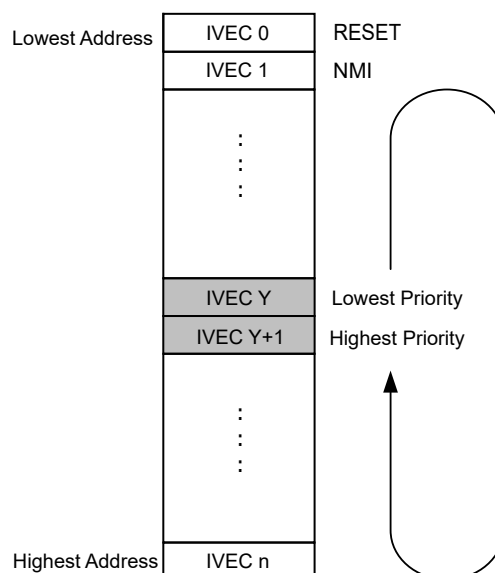 Lowest Address IVEC 0 RESET
IVEC 1 NMI
:
:
:
IVEC Y Lowest Priority
IVEC Y+1 Highest Priority
:
:
:
Highest Address IVEC n